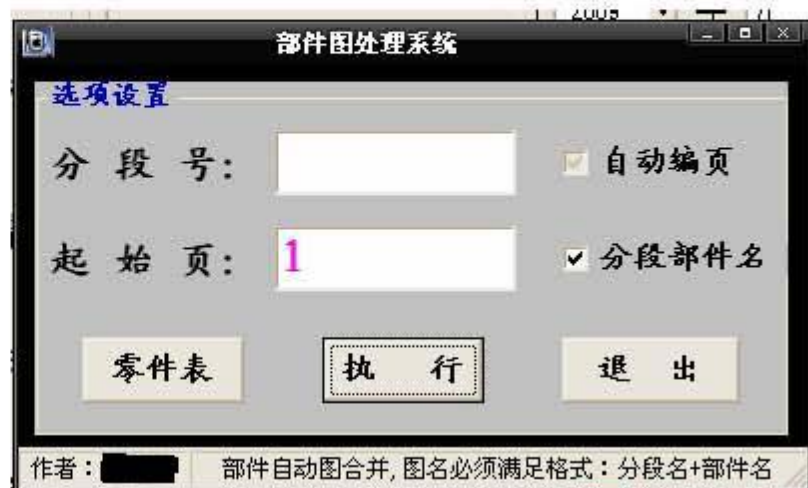 2009
部件图处理系统
选项设置
分 段 号:
自动编页
起 始 页: 1
分段部件名
零件表
执 行
退 出
作者:
部件自动图合并,图名必须满足格式:分段名+部件名